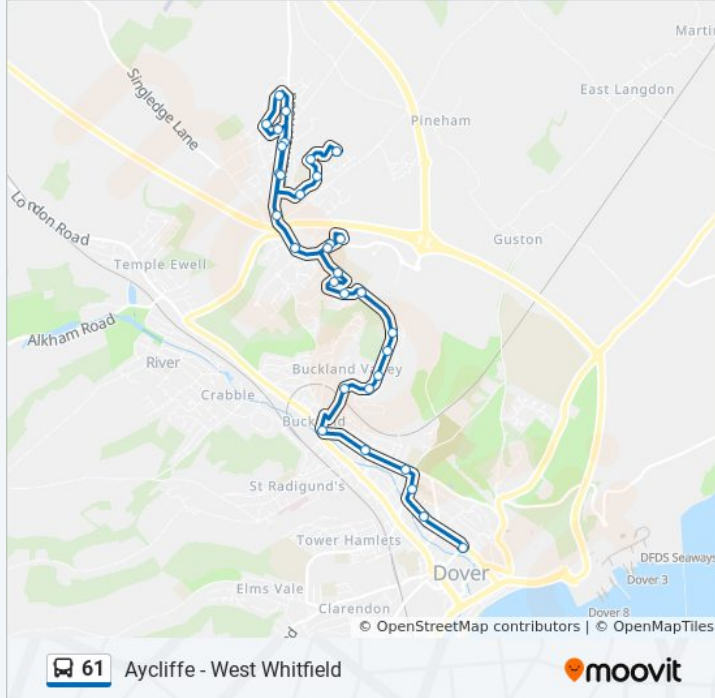 Martin
East Langdon
Singledge Lane
Pineham
London Road
Guston
Temple Ewell
Alkham Road
River
Buckland Valley
Crabble
Buckland
St Radigund's
Tower Hamlets
DFDS Seaways
Dover
Dover 3
Elms Vale
Clarendon
Dover 8
© OpenStreetMap contributors | © OpenMapTiles
61 Aycliffe - West Whitfield
moovit